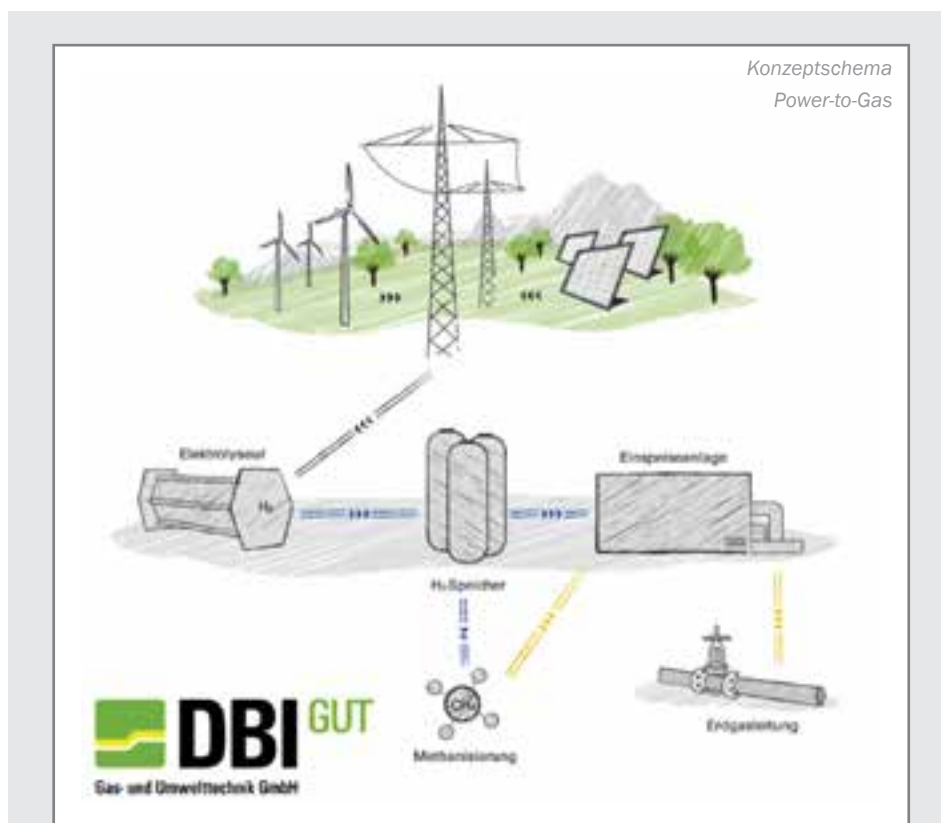 Konzeptschema
Power-to-Gas
Elektrolyseur
H₂
Einspeiseanlage
H₂-Speicher
CH₄
Methanisierung
Erdgasleitung
DBI GUT
Gas- und Umwelttechnik GmbH